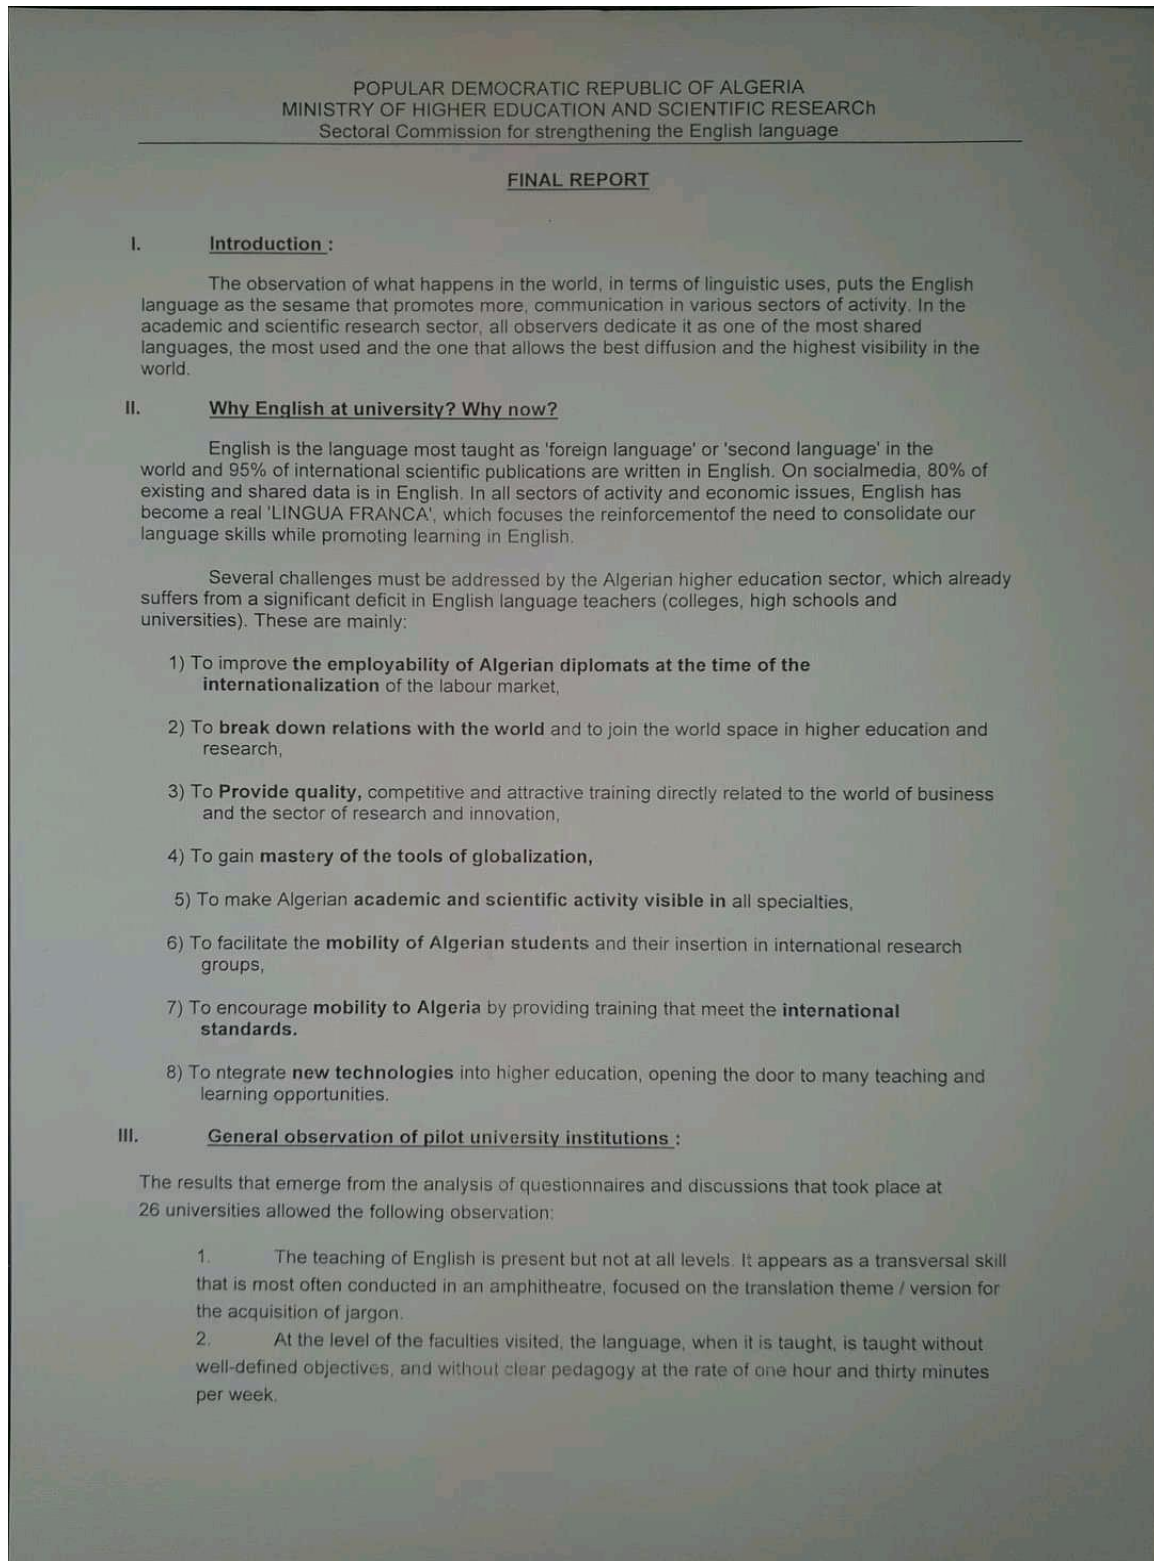 POPULAR DEMOCRATIC REPUBLIC OF ALGERIA
MINISTRY OF HIGHER EDUCATION AND SCIENTIFIC RESEARCh
Sectoral Commission for strengthening the English language
FINAL REPORT
I. Introduction :
The observation of what happens in the world, in terms of linguistic uses, puts the English
language as the sesame that promotes more, communication in various sectors of activity. In the
academic and scientific research sector, all observers dedicate it as one of the most shared
languages, the most used and the one that allows the best diffusion and the highest visibility in the
world.
II. Why English at university? Why now?
English is the language most taught as 'foreign language' or 'second language' in the
world and 95% of international scientific publications are written in English. On socialmedia, 80% of
existing and shared data is in English. In all sectors of activity and economic issues, English has
become a real 'LINGUA FRANCA', which focuses the reinforcementof the need to consolidate our
language skills while promoting learning in English.
Several challenges must be addressed by the Algerian higher education sector, which already
suffers from a significant deficit in English language teachers (colleges, high schools and
universities). These are mainly:
1) To improve the employability of Algerian diplomats at the time of the
internationalization of the labour market,
2) To break down relations with the world and to join the world space in higher education and
research,
3) To Provide quality, competitive and attractive training directly related to the world of business
and the sector of research and innovation,
4) To gain mastery of the tools of globalization,
5) To make Algerian academic and scientific activity visible in all specialties,
6) To facilitate the mobility of Algerian students and their insertion in international research
groups,
7) To encourage mobility to Algeria by providing training that meet the international
standards.
8) To ntegrate new technologies into higher education, opening the door to many teaching and
learning opportunities.
III. General observation of pilot university institutions :
The results that emerge from the analysis of questionnaires and discussions that took place at
26 universities allowed the following observation:
1. The teaching of English is present but not at all levels. It appears as a transversal skill
that is most often conducted in an amphitheatre, focused on the translation theme / version for
the acquisition of jargon.
2. At the level of the faculties visited, the language, when it is taught, is taught without
well-defined objectives, and without clear pedagogy at the rate of one hour and thirty minutes
per week.